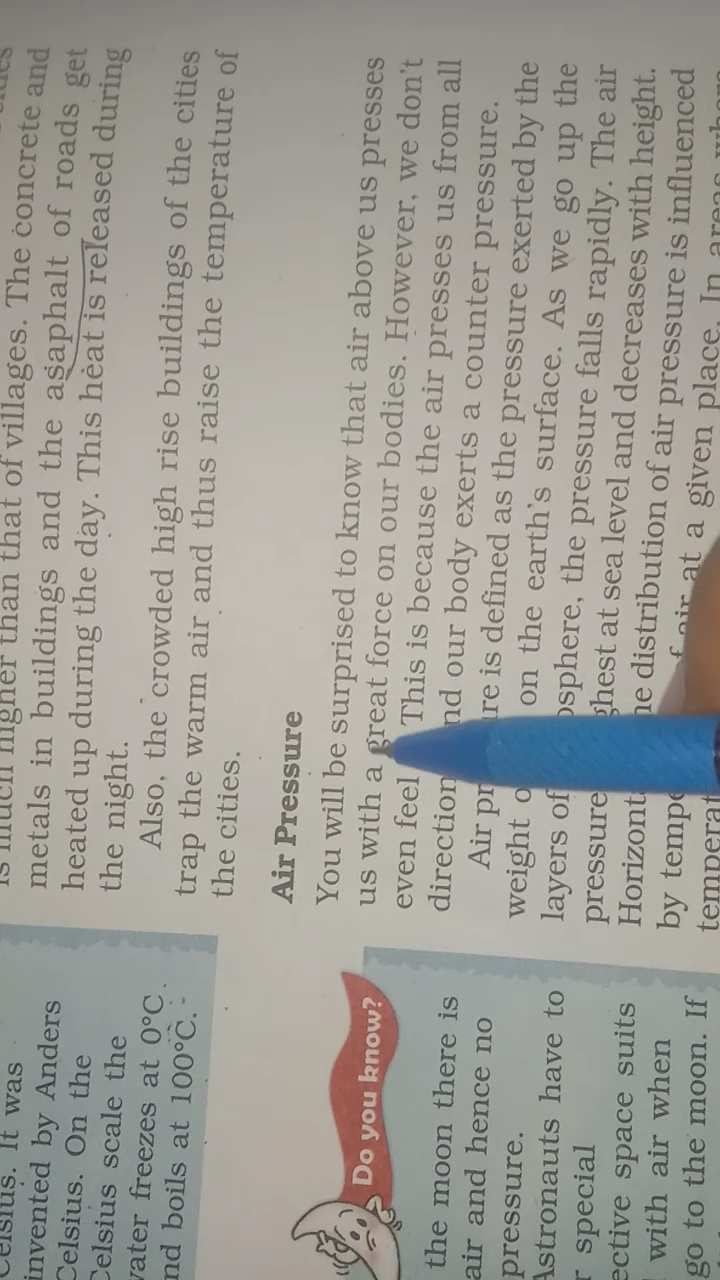 is much higher than that of villages. The concrete and
metals in buildings and the asaphalt of roads get
heated up during the day. This heat is released during
the night.
Also, the crowded high rise buildings of the cities
trap the warm air and thus raise the temperature of
the cities.
Air Pressure
You will be surprised to know that air above us presses
us with a great force on our bodies. However, we don't
even feel This is because the air presses us from all
direction nd our body exerts a counter pressure.
Air pr re is defined as the pressure exerted by the
weight o on the earth's surface. As we go up the
layers of osphere, the pressure falls rapidly. The air
pressure ghest at sea level and decreases with height.
Horizont he distribution of air pressure is influenced
by tempe air at a given place. In areas where
temperat
Celsius. It was
invented by Anders
Celsius. On the
Celsius scale the
water freezes at 0°C
nd boils at 100°C.
Do you know?
the moon there is
air and hence no
pressure.
Astronauts have to
r special
ective space suits
with air when
go to the moon. If